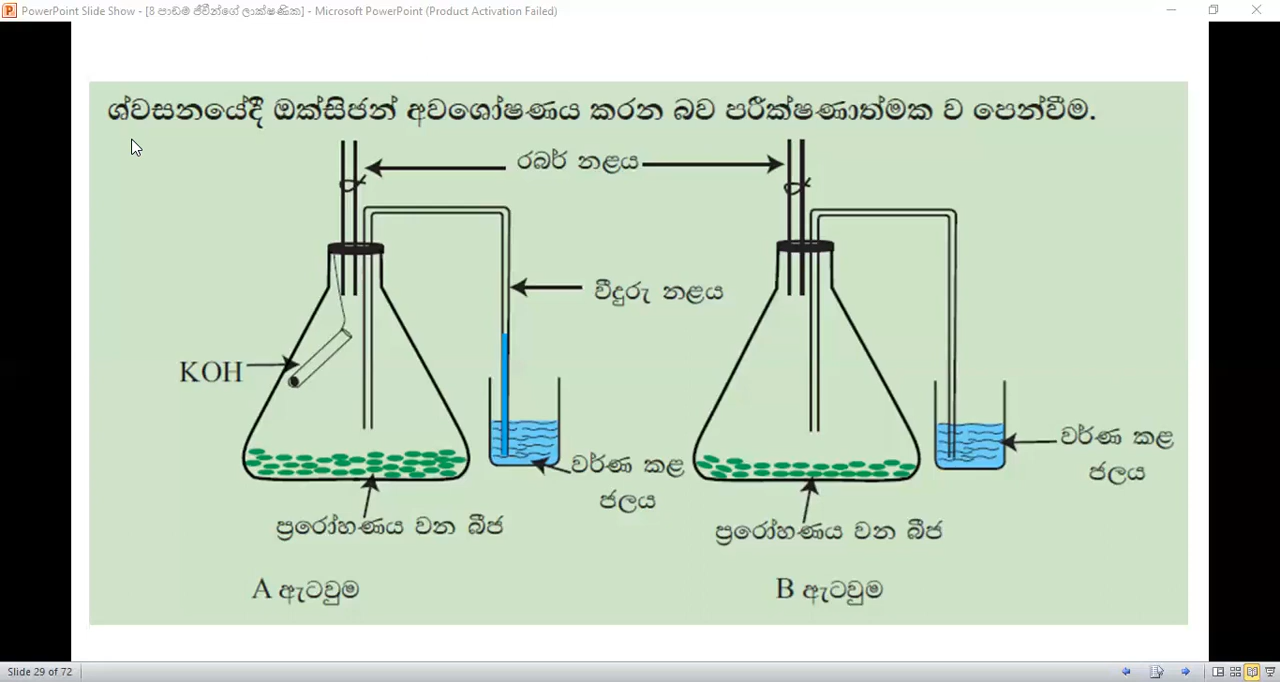 PowerPoint Slide Show - [8 පාඩම ජීවීන්ගේ ලාක්ෂණික] - Microsoft PowerPoint (Product Activation Failed)
ශ්වසනයේදී ඔක්සිජන් අවශෝෂණය කරන බව පරීක්ෂණාත්මක ව පෙන්වීම.
රබර් නළය
වීදුරු නළය
KOH
වර්ණ කළ
ජලය
වර්ණ කළ
ජලය
ප්‍රරෝහණය වන බීජ
ප්‍රරෝහණය වන බීජ
A ඇටවුම
B ඇටවුම
Slide 29 of 72